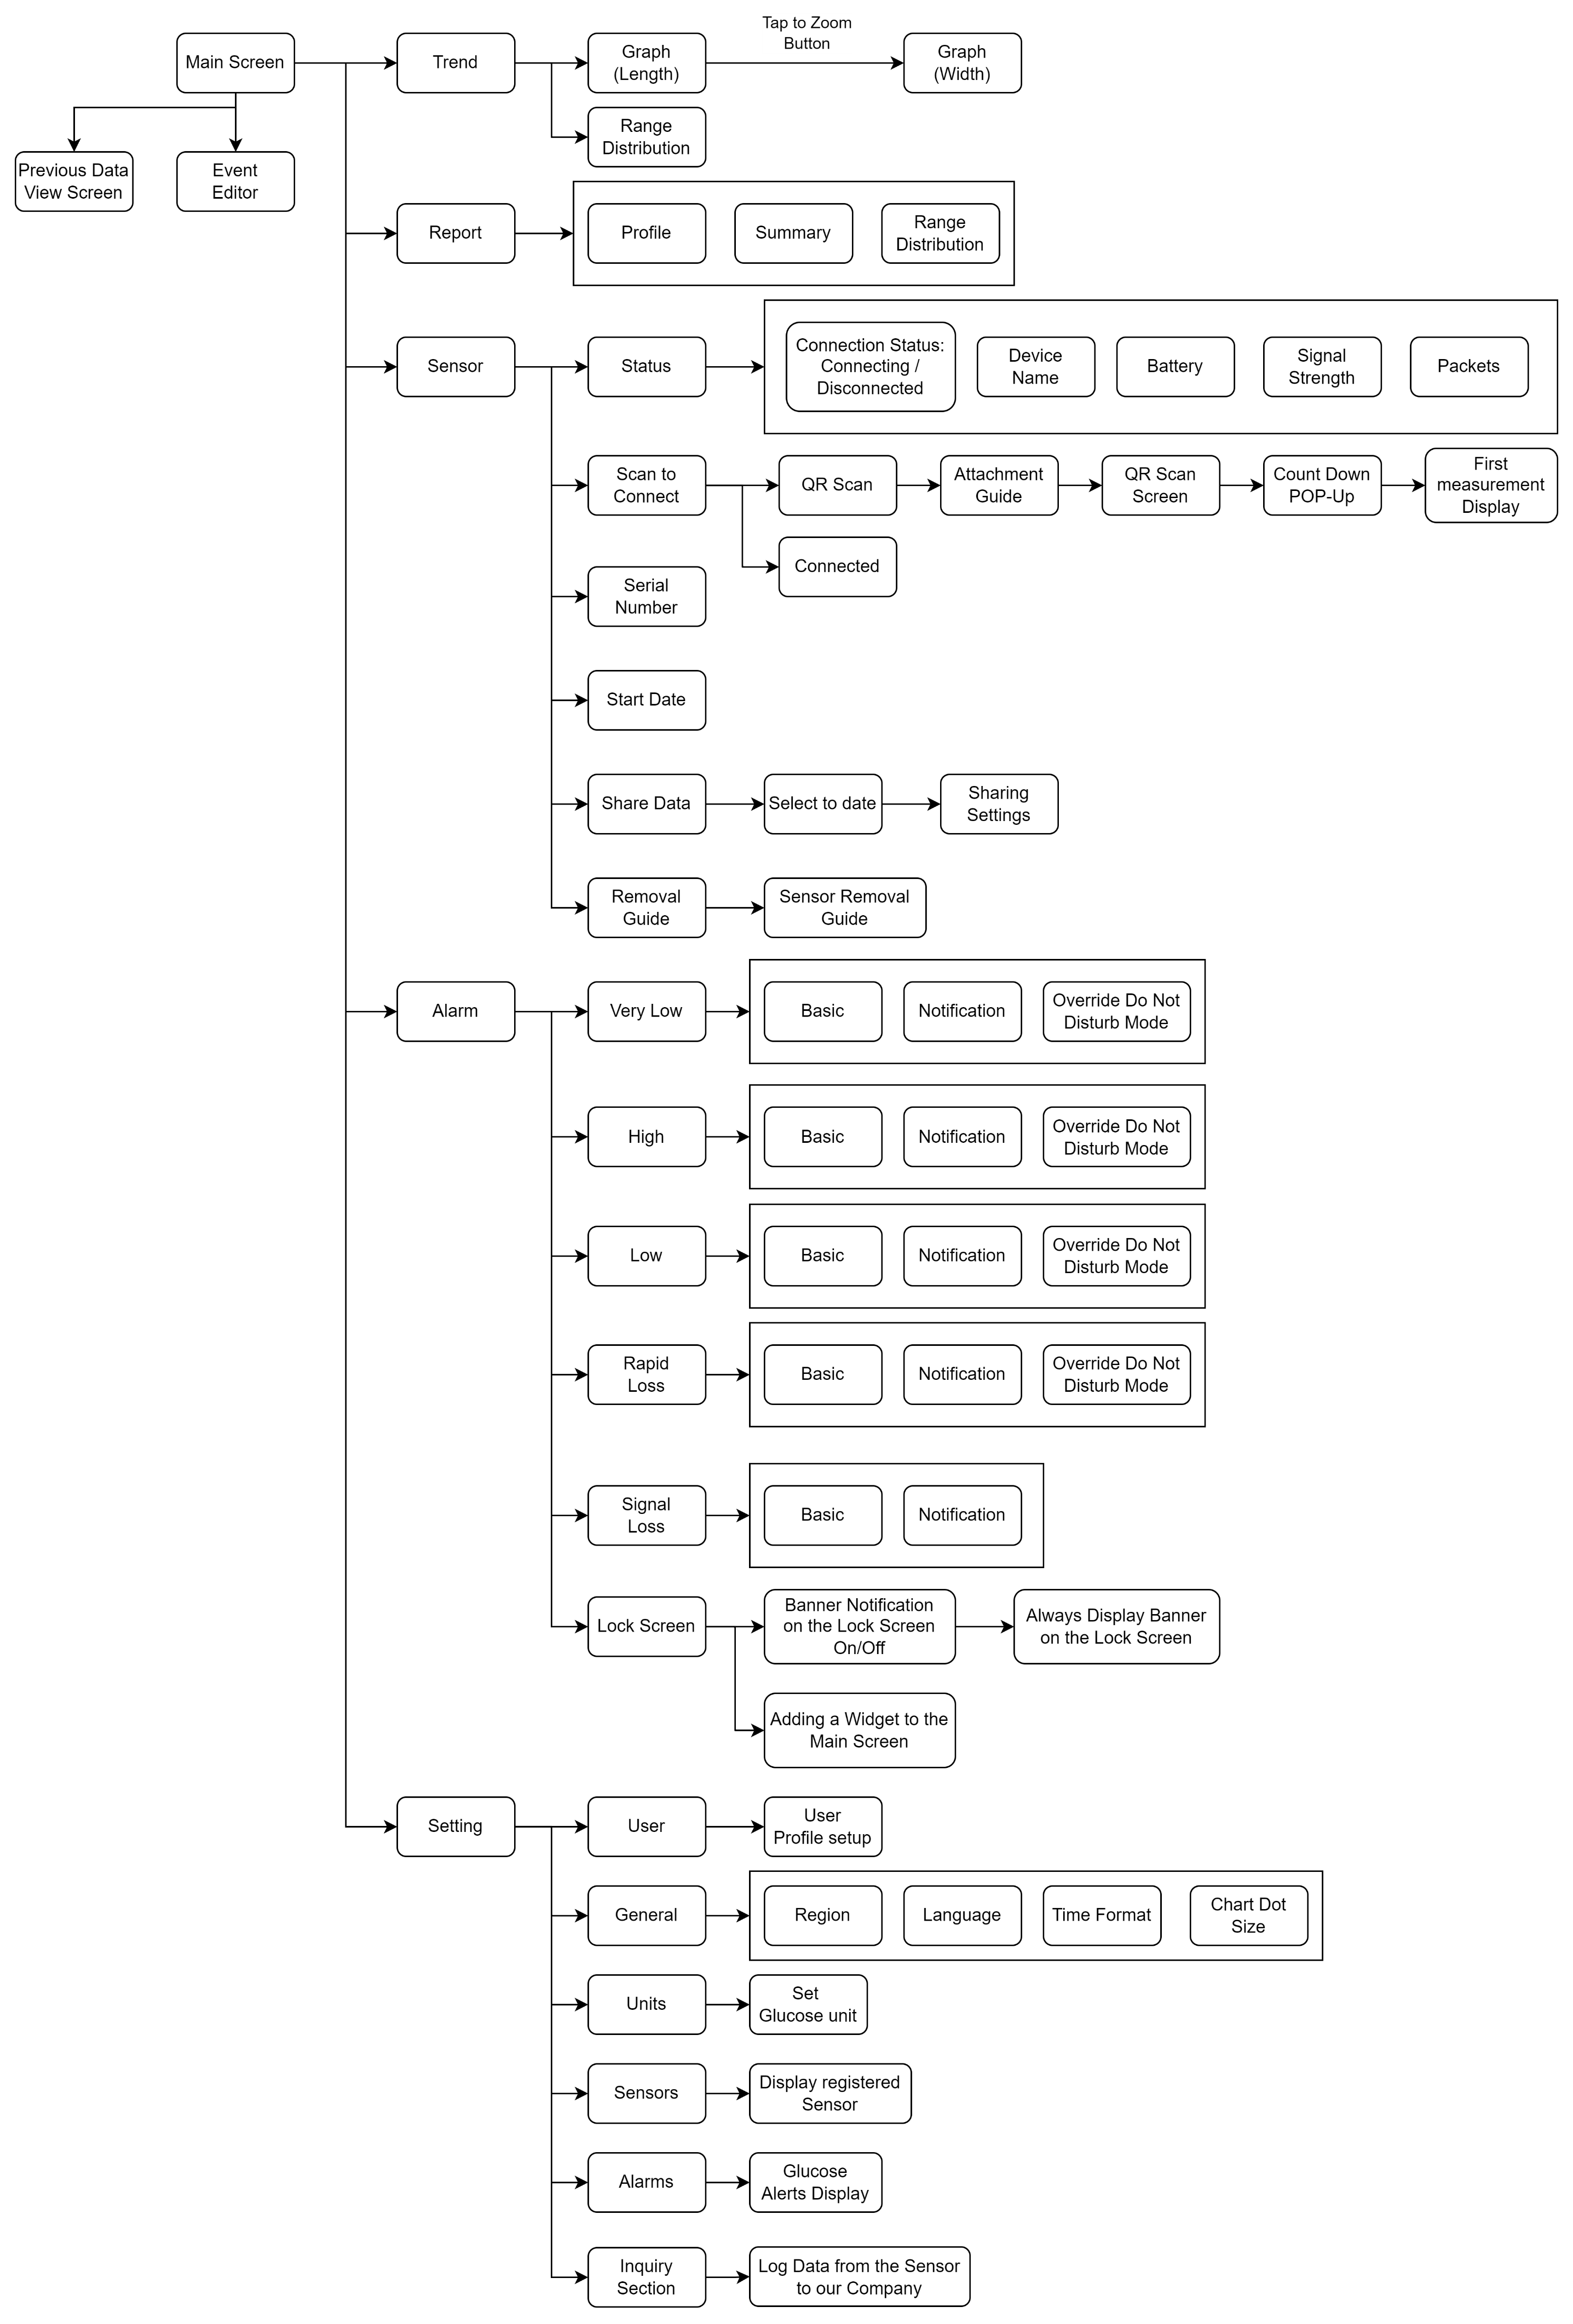 Tap to Zoom
Button
Main Screen
Trend
Graph
(Length)
Graph
(Width)
Range
Distribution
Previous Data
View Screen
Event
Editor
Report
Profile
Summary
Range
Distribution
Sensor
Status
Connection Status:
Connecting /
Disconnected
Device
Name
Battery
Signal
Strength
Packets
Scan to
Connect
QR Scan
Attachment
Guide
QR Scan
Screen
Count Down
POP-Up
First
measurement
Display
Connected
Serial
Number
Start Date
Share Data
Select to date
Sharing
Settings
Removal
Guide
Sensor Removal
Guide
Alarm
Very Low
Basic
Notification
Override Do Not
Disturb Mode
High
Basic
Notification
Override Do Not
Disturb Mode
Low
Basic
Notification
Override Do Not
Disturb Mode
Rapid
Loss
Basic
Notification
Override Do Not
Disturb Mode
Signal
Loss
Basic
Notification
Lock Screen
Banner Notification
on the Lock Screen
On/Off
Always Display Banner
on the Lock Screen
Adding a Widget to the
Main Screen
Setting
User
User
Profile setup
General
Region
Language
Time Format
Chart Dot
Size
Units
Set
Glucose unit
Sensors
Display registered
Sensor
Alarms
Glucose
Alerts Display
Inquiry
Section
Log Data from the Sensor
to our Company